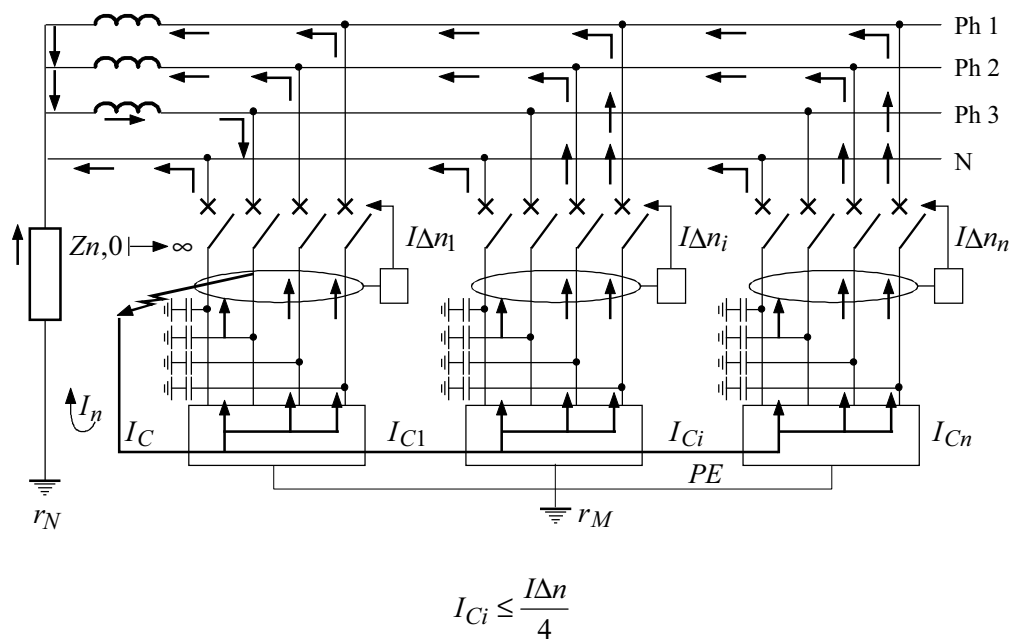 Ph 1
Ph 2
Ph 3
N
Zn,0 |→ ∞
IΔn1
IΔni
IΔnn
In
IC
IC1
ICi
ICn
PE
rN
rM
ICi ≤ IΔn/4